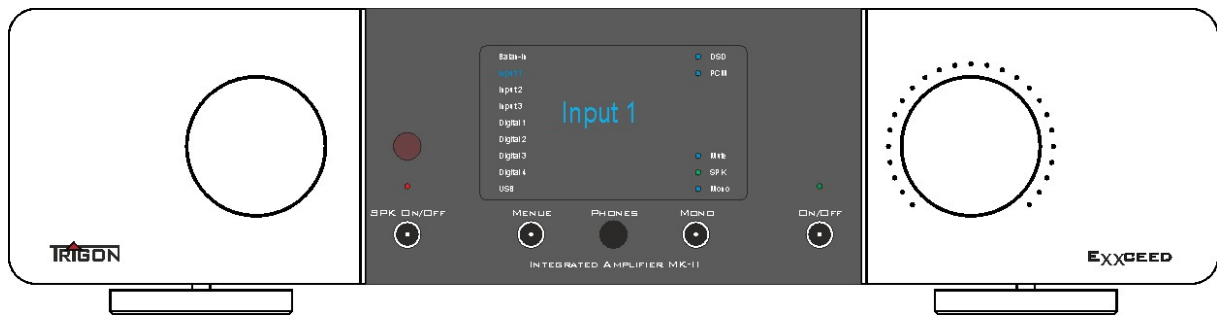 Balan-In
Input 1
Input 2
Input 3
Digital 1
Digital 2
Digital 3
Digital 4
USB
Input 1
DSD
PCM
Mute
SPK
Mono
SPK On/Off
Menue
Phones
Mono
On/Off
Integrated Amplifier MK-II
TRIGON
EXXCEED